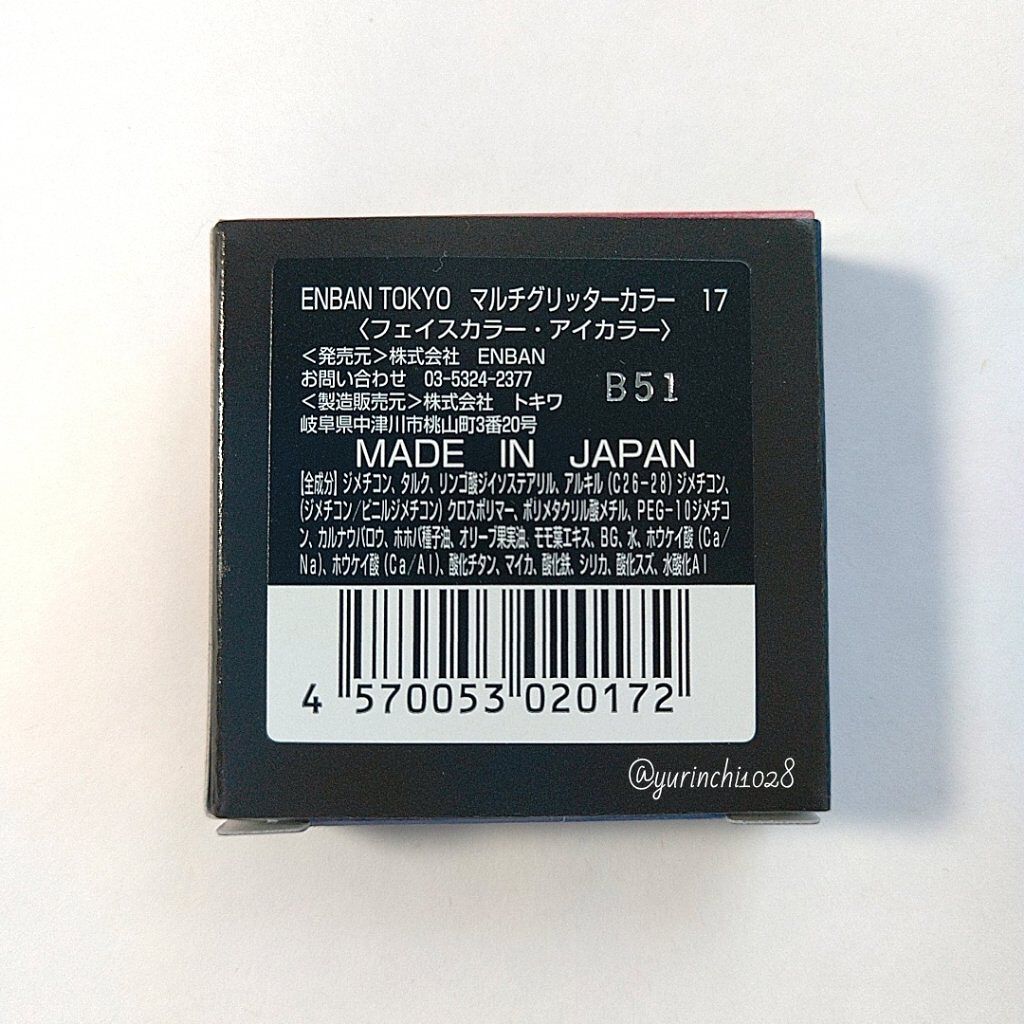 ENBAN TOKYO マルチグリッターカラー 17
〈フェイスカラー・アイカラー〉
<発売元>株式会社 ENBAN
お問い合わせ 03-5324-2377
<製造販売元>株式会社 トキワ
岐阜県中津川市桃山町3番20号
B51
MADE IN JAPAN
[全成分] ジメチコン、タルク、リンゴ酸ジイソステアリル、アルキル(C26-28)ジメチコン、
(ジメチコン/ビニルジメチコン)クロスポリマー、ポリメタクリル酸メチル、PEG-10ジメチコ
ン、カルナウバロウ、ホホバ種子油、オリーブ果実油、モモ葉エキス、BG、水、ホウケイ酸(Ca/
Na)、ホウケイ酸(Ca/Al)、酸化チタン、マイカ、酸化鉄、シリカ、酸化スズ、水酸化Al
4 570053 020172
@yurinchi1028